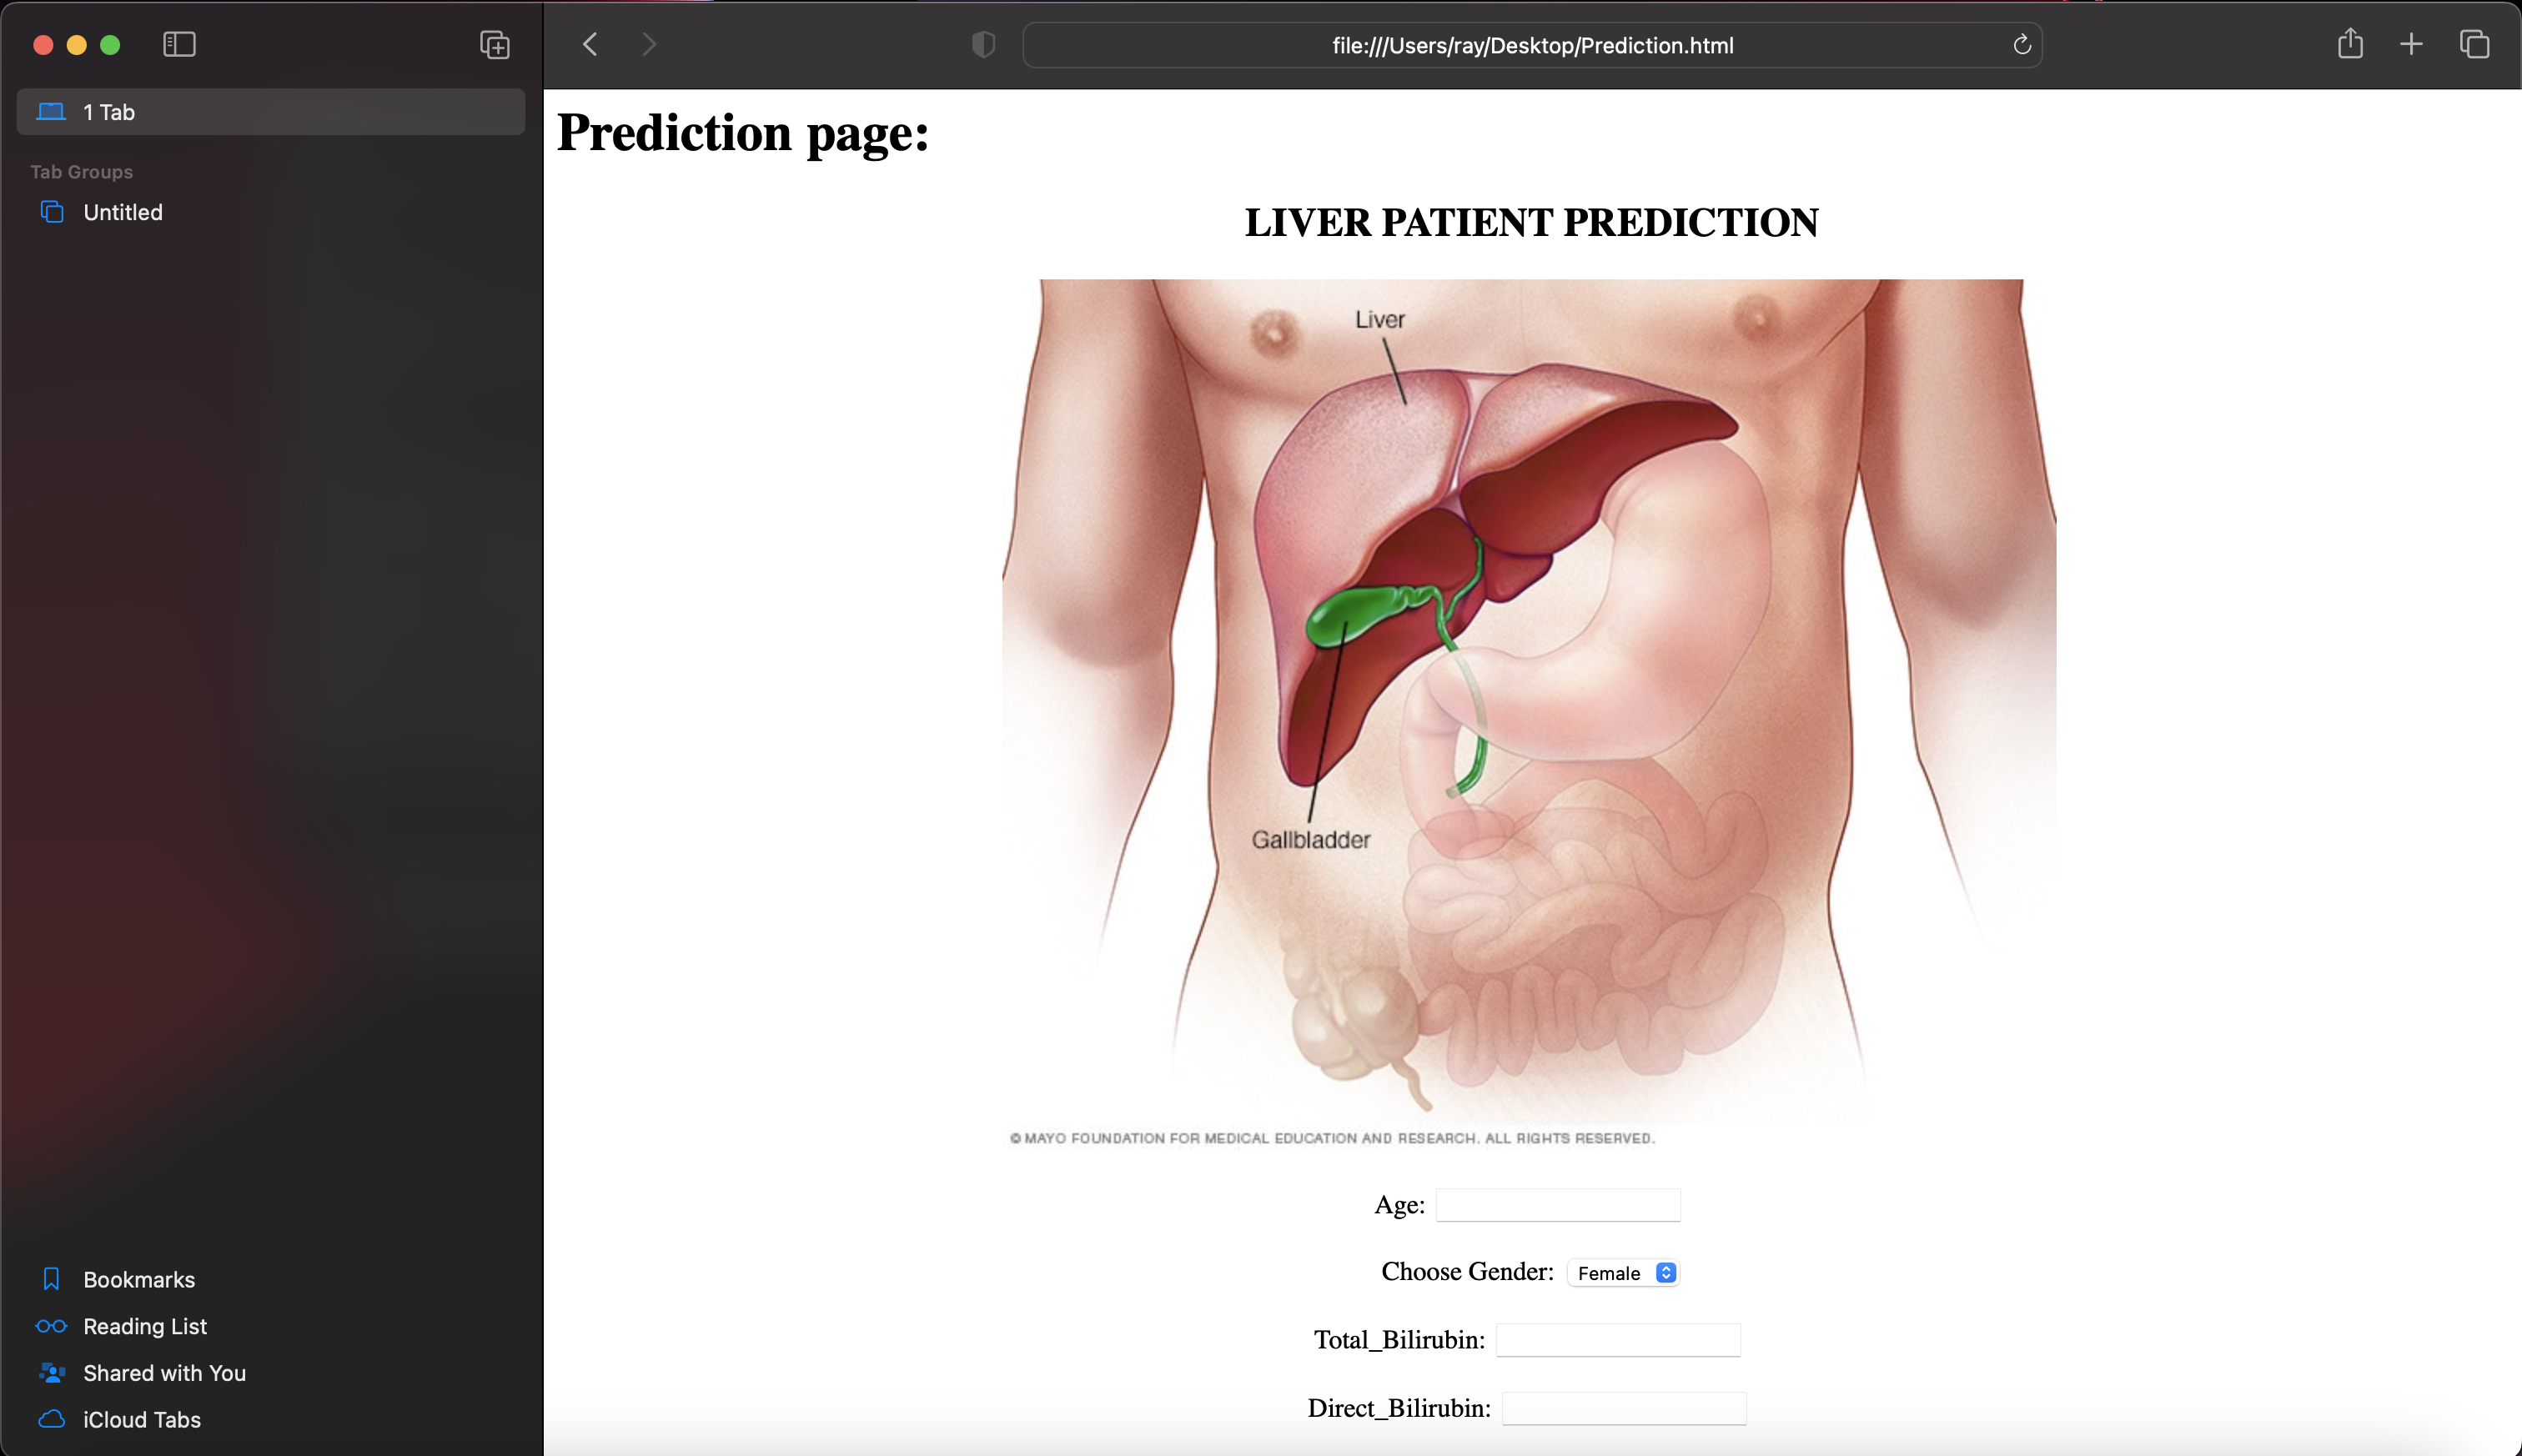 1 Tab
Tab Groups
Untitled
Bookmarks
Reading List
Shared with You
iCloud Tabs
file:///Users/ray/Desktop/Prediction.html
Prediction page:
LIVER PATIENT PREDICTION
Liver
Gallbladder
© MAYO FOUNDATION FOR MEDICAL EDUCATION AND RESEARCH. ALL RIGHTS RESERVED.
Age:
Choose Gender: Female
Total_Bilirubin:
Direct_Bilirubin: